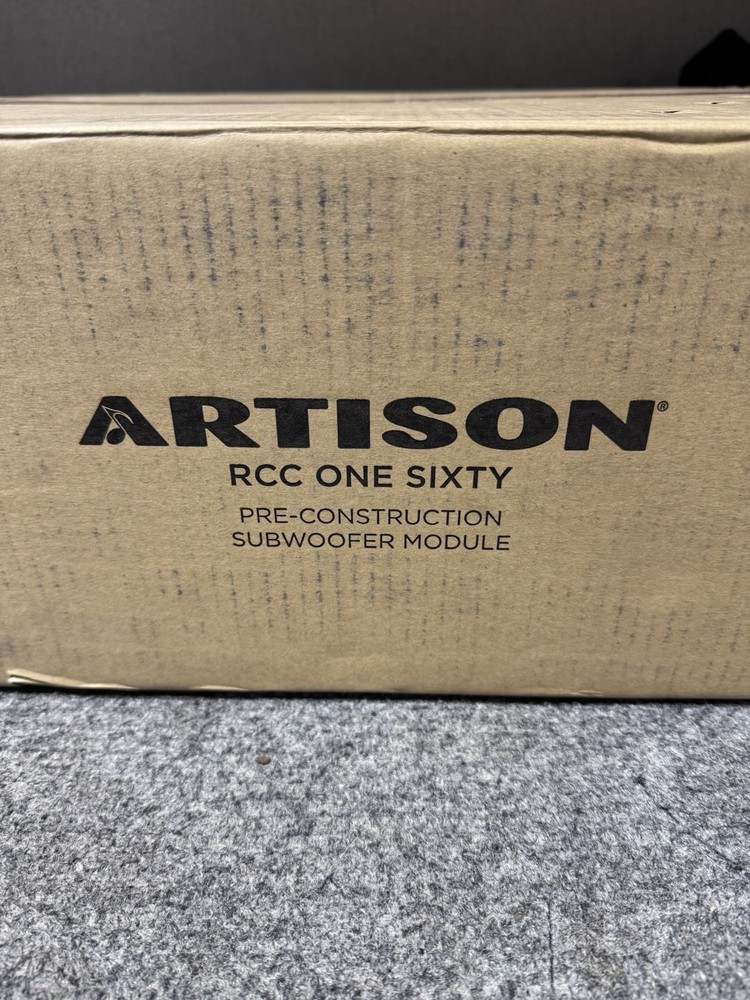 ARTISON®
RCC ONE SIXTY
PRE-CONSTRUCTION
SUBWOOFER MODULE